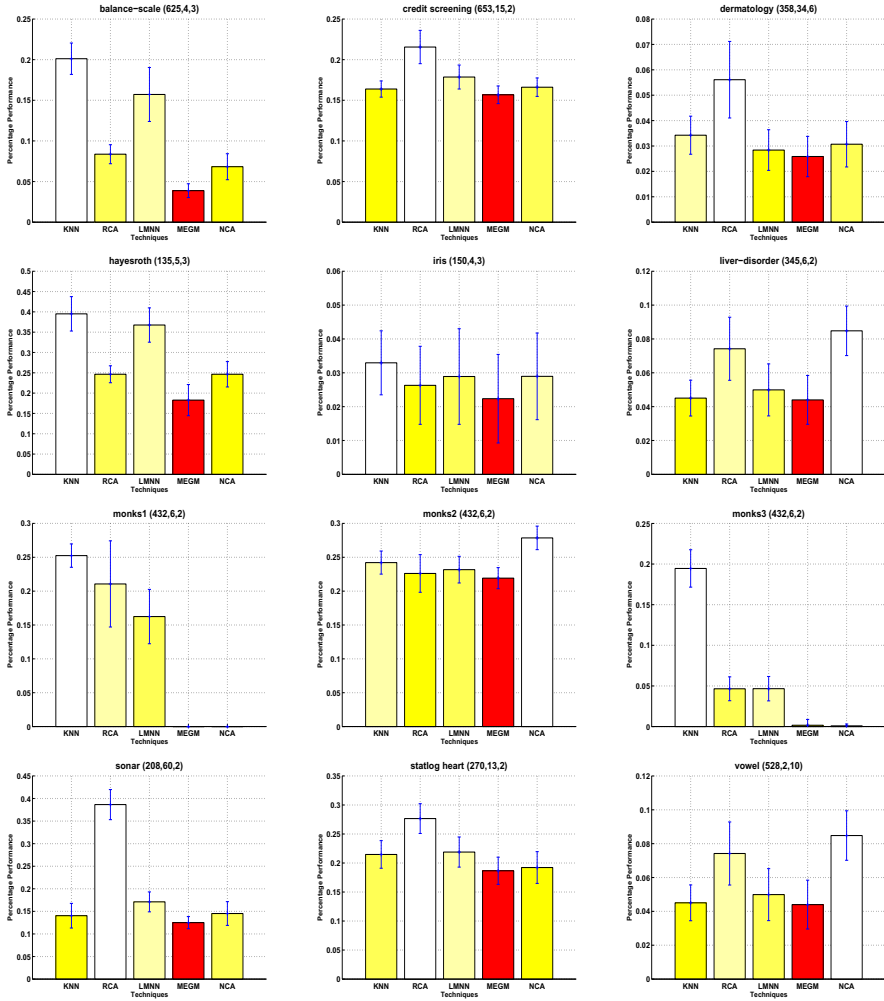 balance−scale (625,4,3)
Percentage Performance
0.25
0.2
0.15
0.1
0.05
0
KNN RCA LMNN MEGM NCA
Techniques
credit screening (653,15,2)
Percentage Performance
0.25
0.2
0.15
0.1
0.05
0
KNN RCA LMNN MEGM NCA
Techniques
dermatology (358,34,6)
Percentage Performance
0.08
0.07
0.06
0.05
0.04
0.03
0.02
0.01
0
KNN RCA LMNN MEGM NCA
Techniques
hayesroth (135,5,3)
Percentage Performance
0.5
0.45
0.4
0.35
0.3
0.25
0.2
0.15
0.1
0.05
0
KNN RCA LMNN MEGM NCA
Techniques
iris (150,4,3)
Percentage Performance
0.06
0.05
0.04
0.03
0.02
0.01
0
KNN RCA LMNN MEGM NCA
Techniques
liver−disorder (345,6,2)
Percentage Performance
0.12
0.1
0.08
0.06
0.04
0.02
0
KNN RCA LMNN MEGM NCA
Techniques
monks1 (432,6,2)
Percentage Performance
0.3
0.25
0.2
0.15
0.1
0.05
0
KNN RCA LMNN MEGM NCA
Techniques
monks2 (432,6,2)
Percentage Performance
0.3
0.25
0.2
0.15
0.1
0.05
0
KNN RCA LMNN MEGM NCA
Techniques
monks3 (432,6,2)
Percentage Performance
0.25
0.2
0.15
0.1
0.05
0
KNN RCA LMNN MEGM NCA
Techniques
sonar (208,60,2)
Percentage Performance
0.45
0.4
0.35
0.3
0.25
0.2
0.15
0.1
0.05
0
KNN RCA LMNN MEGM NCA
Techniques
statlog heart (270,13,2)
Percentage Performance
0.35
0.3
0.25
0.2
0.15
0.1
0.05
0
KNN RCA LMNN MEGM NCA
Techniques
vowel (528,2,10)
Percentage Performance
0.12
0.1
0.08
0.06
0.04
0.02
0
KNN RCA LMNN MEGM NCA
Techniques